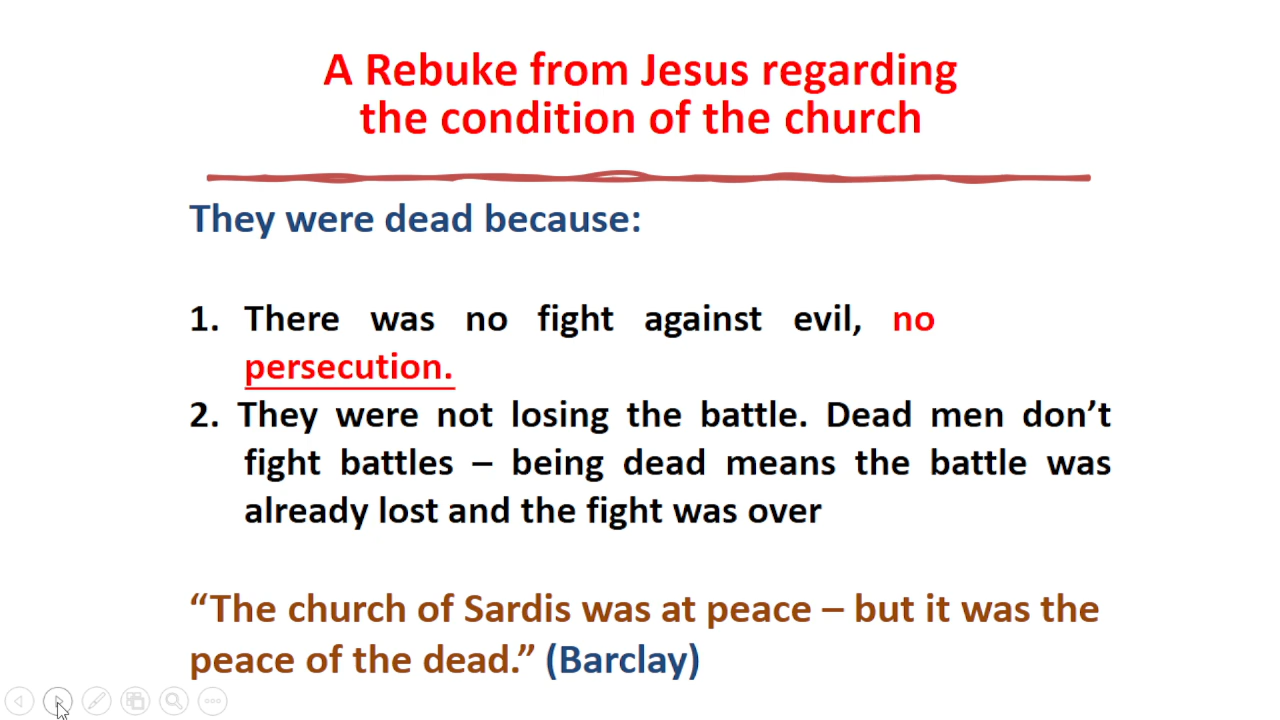 A Rebuke from Jesus regarding
the condition of the church
They were dead because:
1. There was no fight against evil, no
persecution.
2. They were not losing the battle. Dead men don’t
fight battles – being dead means the battle was
already lost and the fight was over
“The church of Sardis was at peace – but it was the
peace of the dead.” (Barclay)